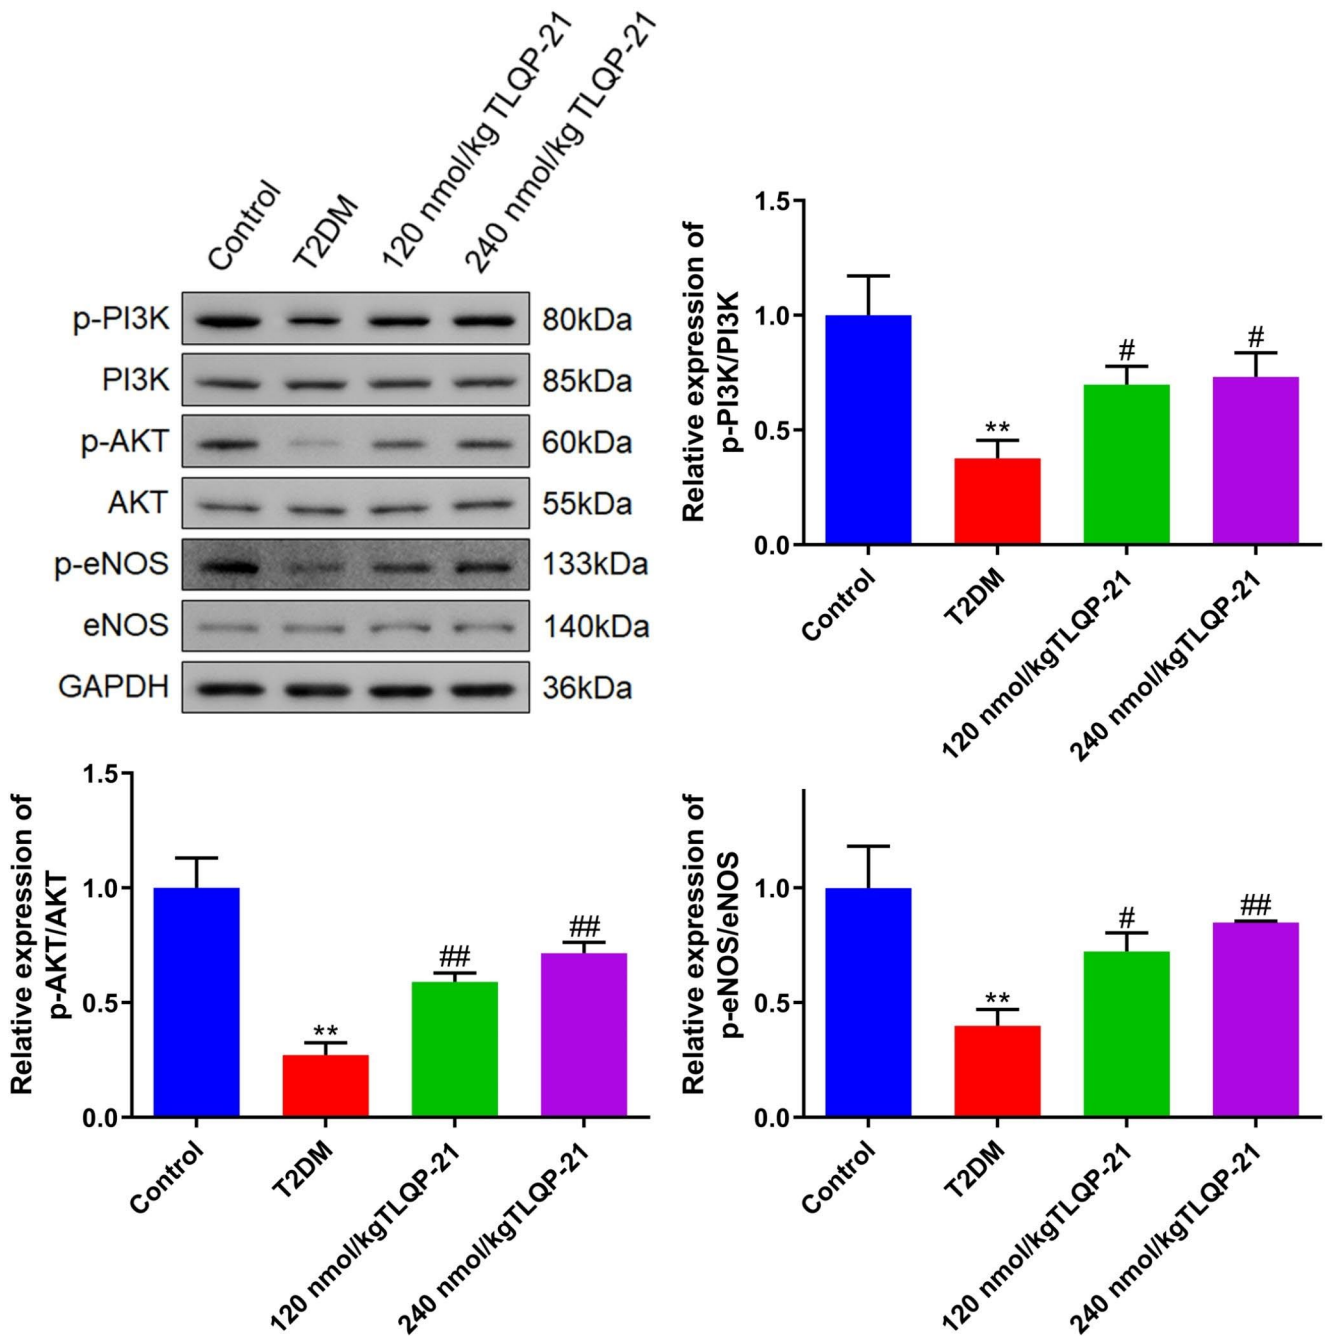 Control
T2DM
120 nmol/kg TLQP-21
240 nmol/kg TLQP-21
p-PI3K 80kDa
PI3K 85kDa
p-AKT 60kDa
AKT 55kDa
p-eNOS 133kDa
eNOS 140kDa
GAPDH 36kDa
Relative expression of
p-PI3K/PI3K
1.5
1.0
0.5
0.0
**
#
#
Control
T2DM
120 nmol/kgTLQP-21
240 nmol/kgTLQP-21
Relative expression of
p-AKT/AKT
1.5
1.0
0.5
0.0
**
##
##
Control
T2DM
120 nmol/kgTLQP-21
240 nmol/kgTLQP-21
Relative expression of
p-eNOS/eNOS
1.0
0.5
0.0
**
#
##
Control
T2DM
120 nmol/kgTLQP-21
240 nmol/kgTLQP-21